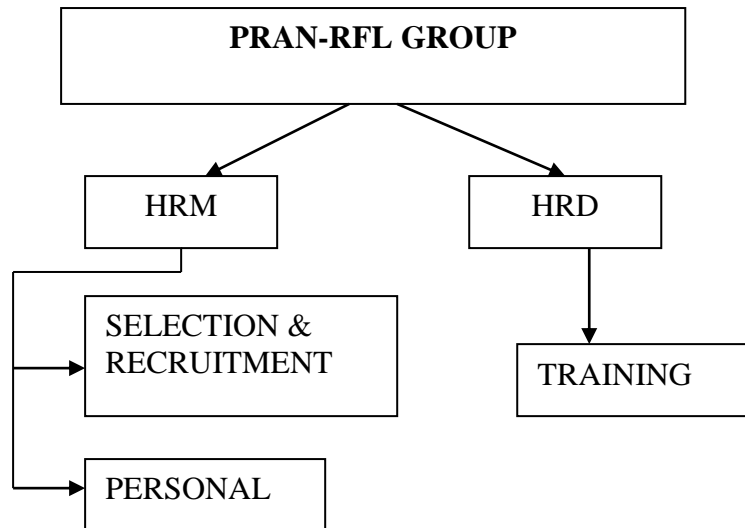 PRAN-RFL GROUP
HRM
HRD
SELECTION &
RECRUITMENT
TRAINING
PERSONAL